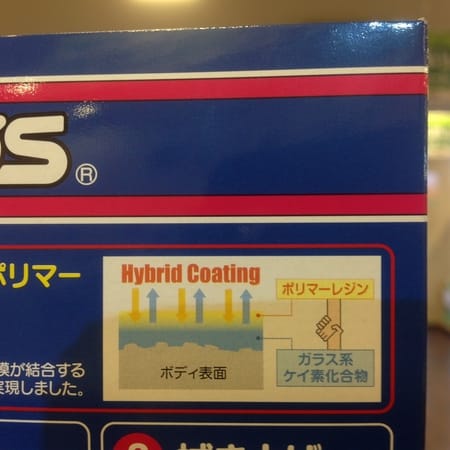 ®
ポリマー
Hybrid Coating
ポリマーレジン
ガラス系
ケイ素化合物
ボディ表面
膜が結合する
実現しました。